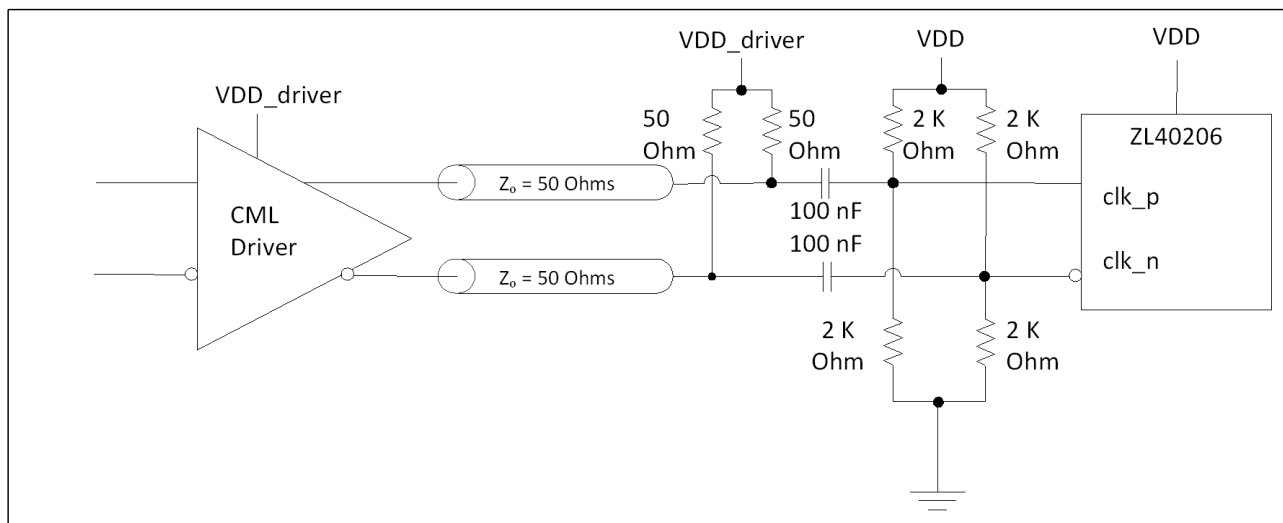 VDD_driver
VDD
VDD
VDD_driver
50
Ohm
50
Ohm
2 K
Ohm
2 K
Ohm
ZL40206
Zₒ = 50 Ohms
CML
Driver
100 nF
clk_p
100 nF
clk_n
Zₒ = 50 Ohms
2 K
Ohm
2 K
Ohm